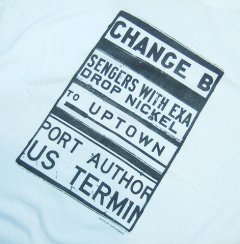 CHANGE B
SENGERS WITH EXA
DROP NICKEL
TO UPTOWN
PORT AUTHOR
US TERMIN